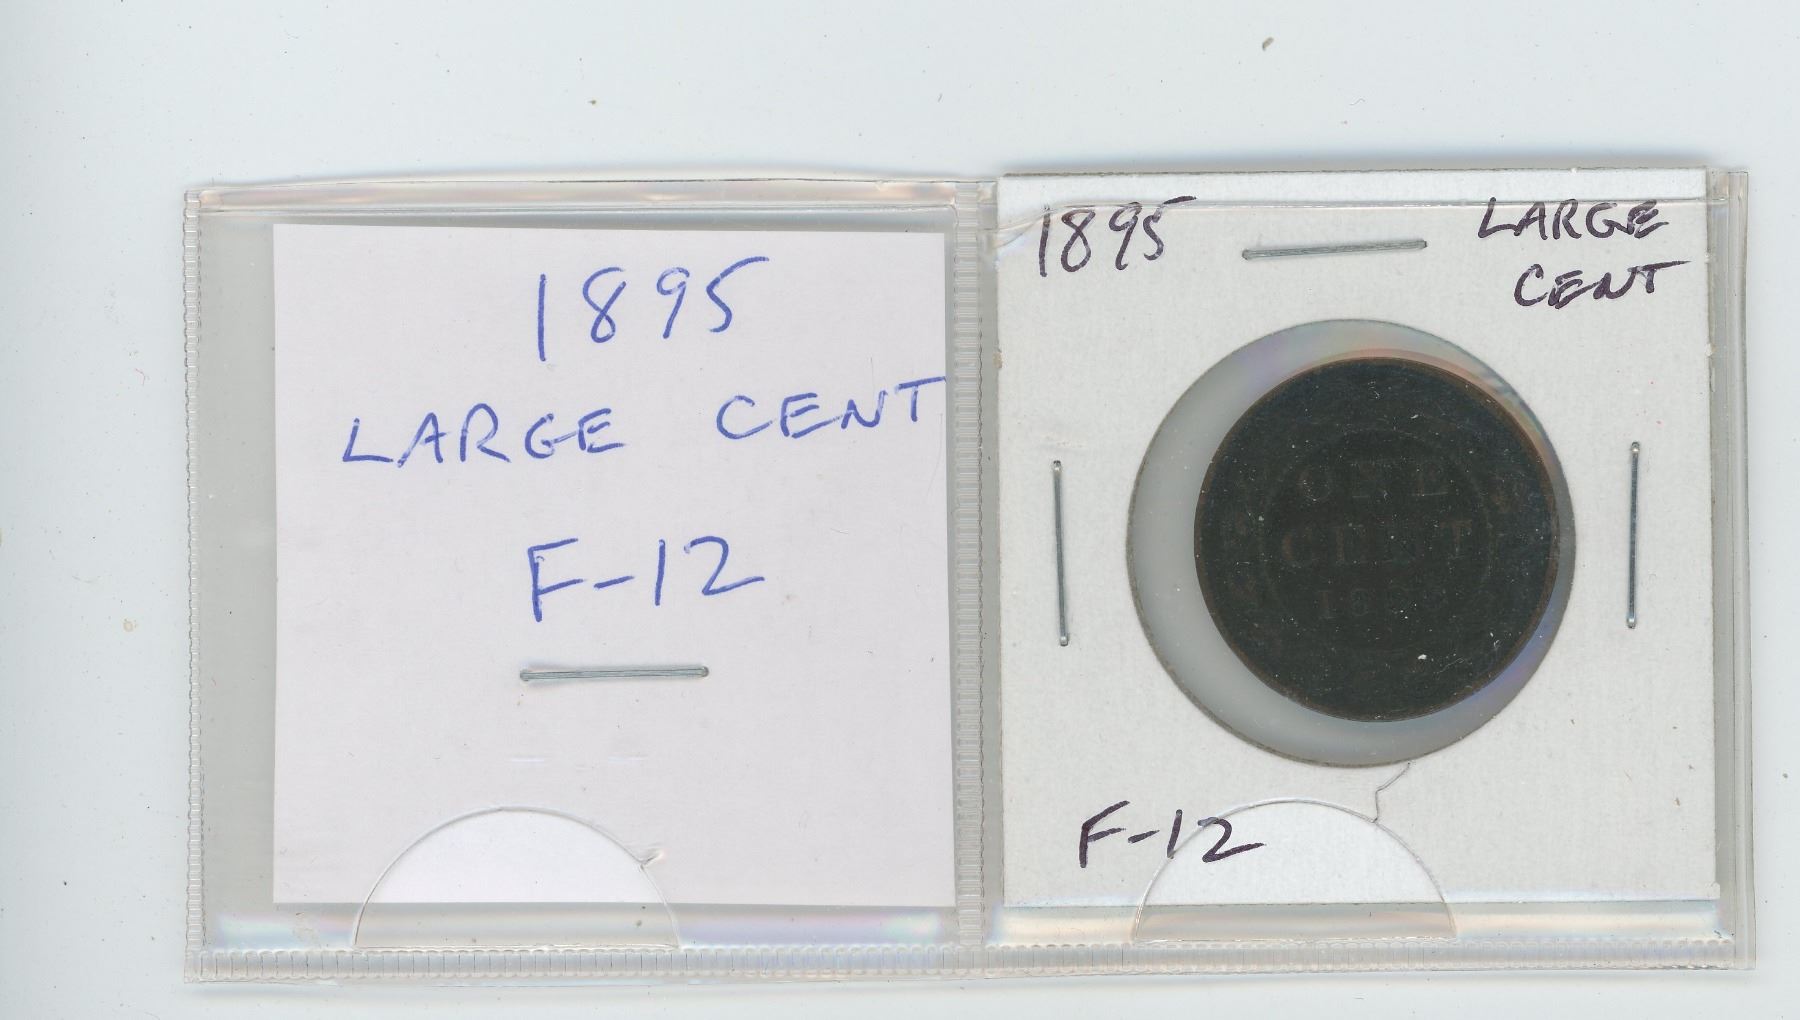 1895
LARGE CENT
F-12
1895
LARGE
CENT
ONE
CENT
F-12